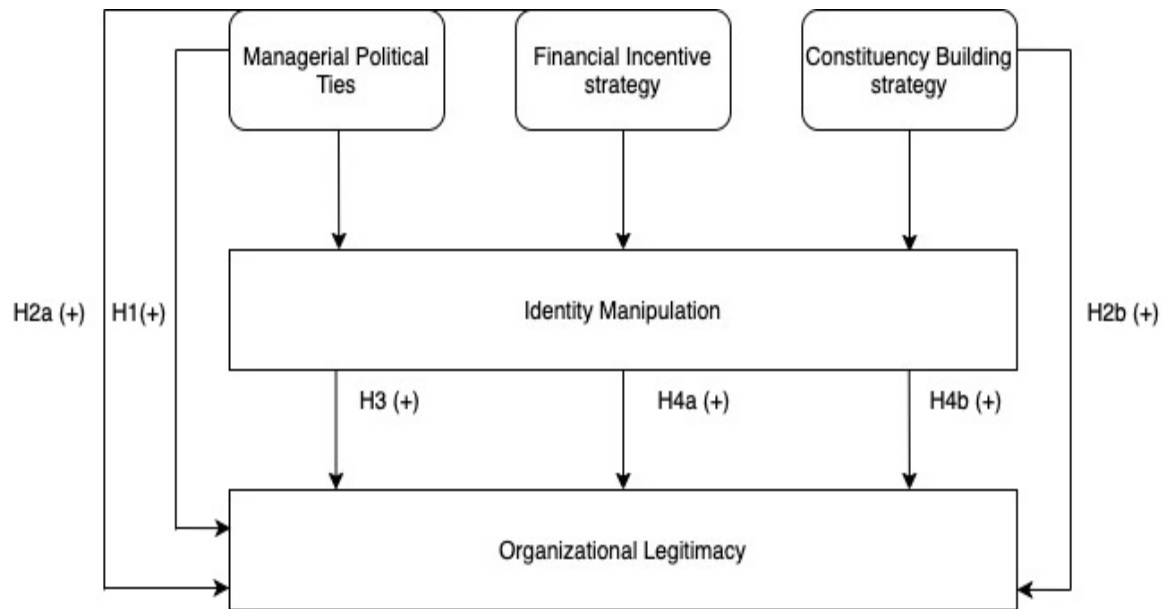 Managerial Political
Ties
Financial Incentive
strategy
Constituency Building
strategy
Identity Manipulation
H2a (+)
H1(+)
H2b (+)
H3 (+)
H4a (+)
H4b (+)
Organizational Legitimacy